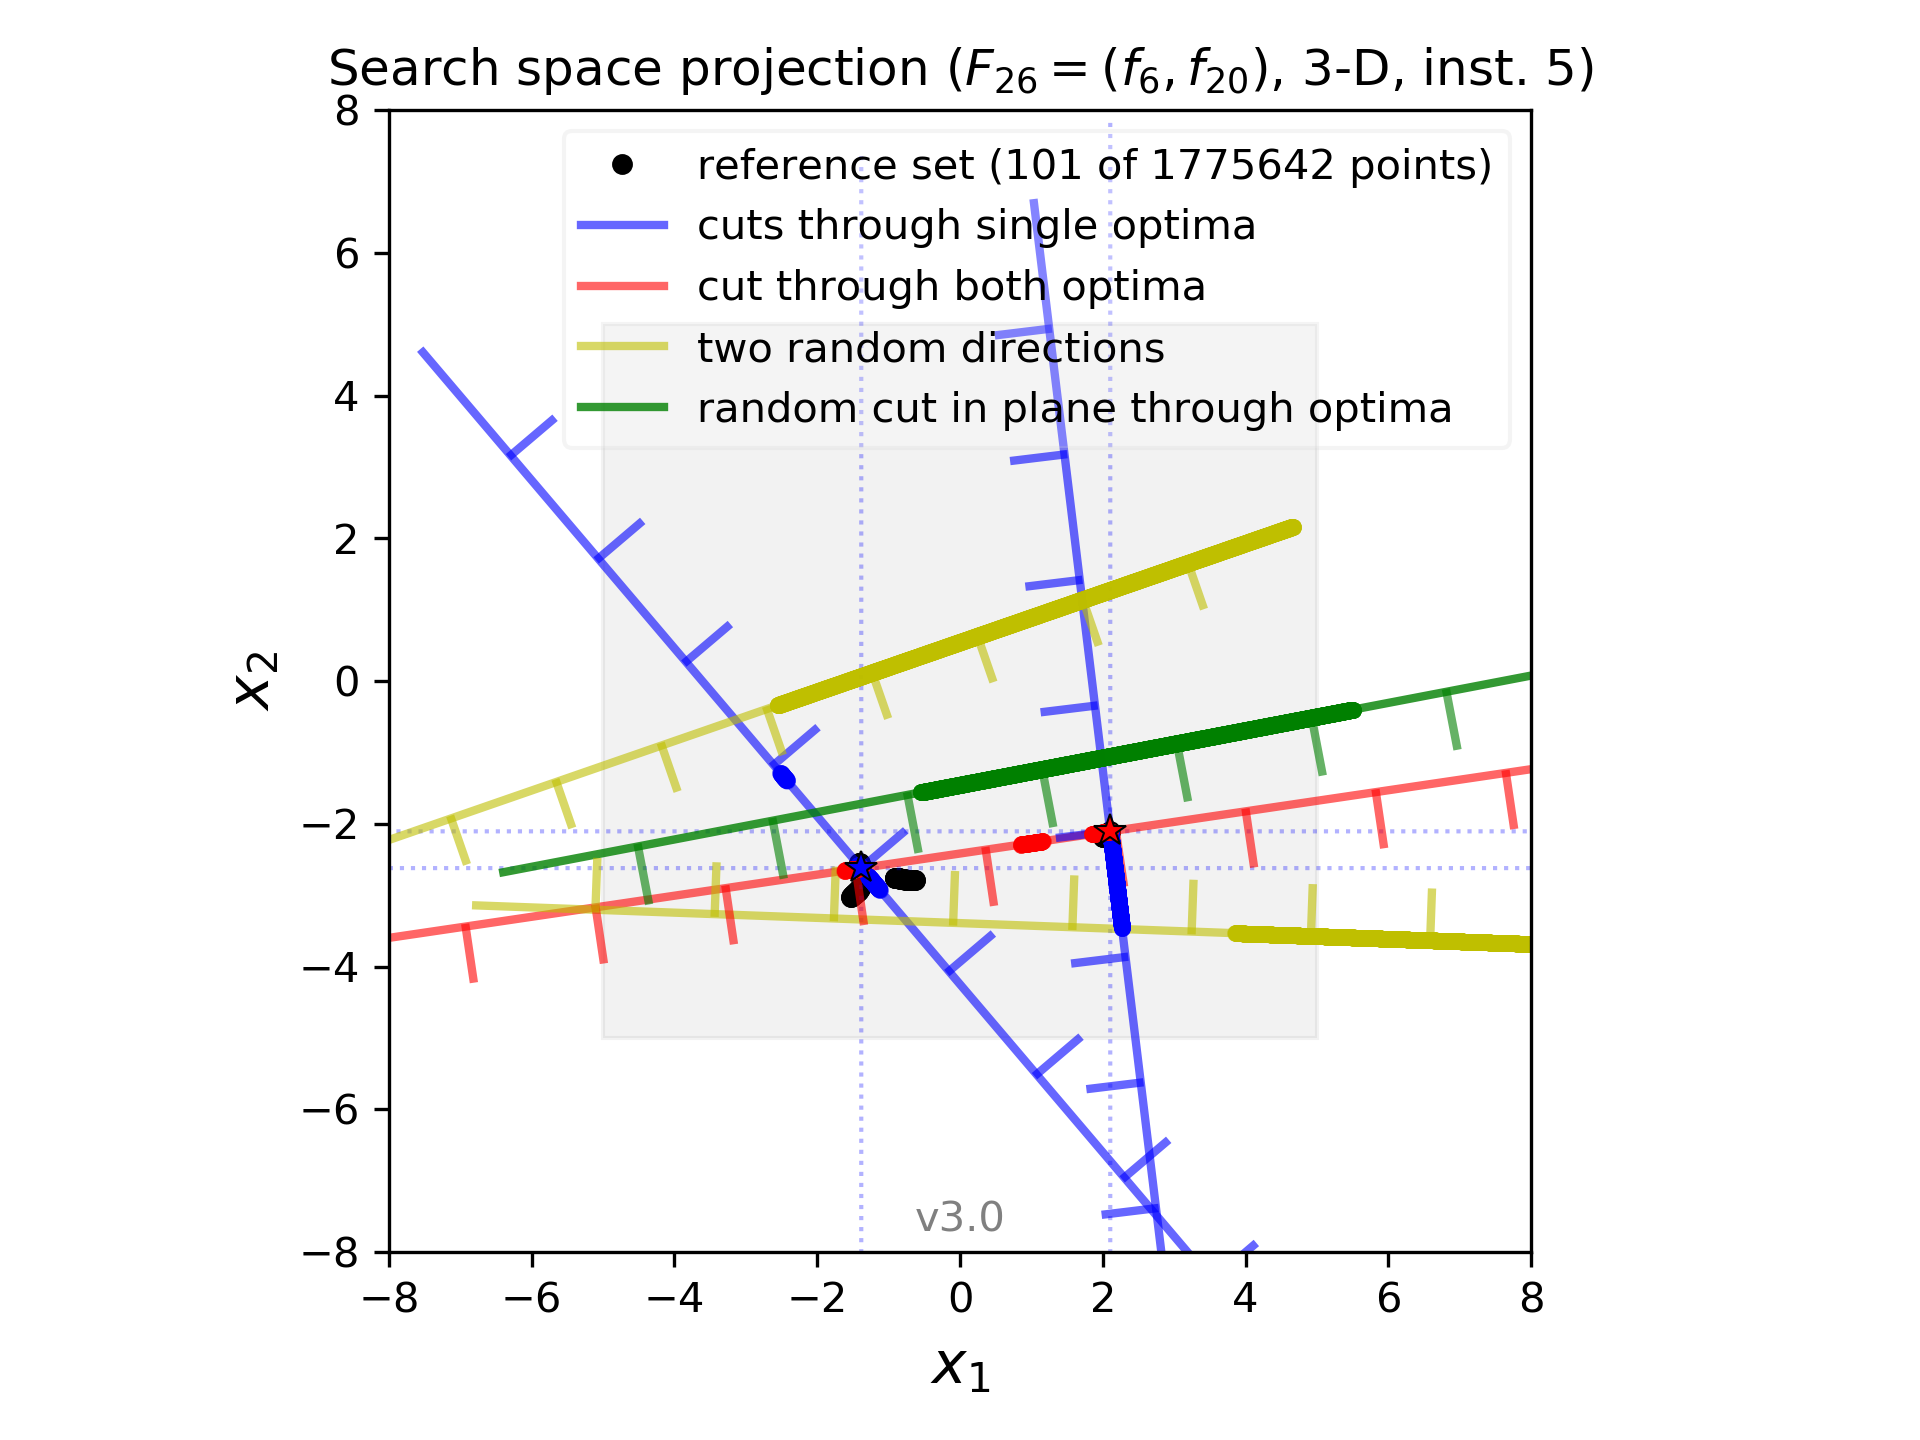 Search space projection (F₂₆ = (f₆, f₂₀), 3-D, inst. 5)
reference set (101 of 1775642 points)
cuts through single optima
cut through both optima
two random directions
random cut in plane through optima
8
6
4
2
0
−2
−4
−6
−8
x₂
v3.0
−8 −6 −4 −2 0 2 4 6 8
x₁